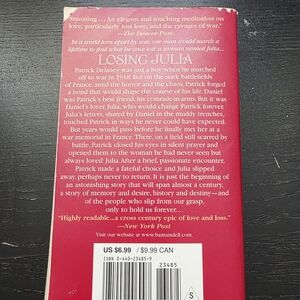 Stunning... An elegant and touching meditation on
love, particularly lost love, and the ravages of war."
—The Denver Post
In a world torn apart by war, one man would search a
lifetime to find what he once lost to a woman named Julia...
LOSING JULIA
Patrick Delaney was just a boy when he marched
off to war in 1918. But on the stark battlefields
of France, amid the horror and the chaos, Patrick forged
a bond that would shape the course of his life. Daniel
was Patrick's best friend, his comrade-in-arms. But it was
Daniel's lover, Julia, who would change Patrick forever.
Julia's letters, shared by Daniel in the muddy trenches,
touched Patrick in ways he never could have expected.
But years would pass before he finally met her at a
war memorial in France. There, on a field still scarred by
battle, Patrick closed his eyes in silent prayer and
opened them to the woman he had never seen but
always loved: Julia. After a brief, passionate encounter,
Patrick made a fateful choice and Julia slipped
away, perhaps never to return. It is just the beginning of
an astonishing story that will span almost a century,
a story of memory and desire, history and destiny—and
of the people who slip from our grasp,
only to hold us forever....
"Highly readable...a cross century epic of love and loss."
—New York Post
Visit our website at www.bantamdell.com
US $6.99 / $9.99 CAN
ISBN 0-440-23485-9
23485
S